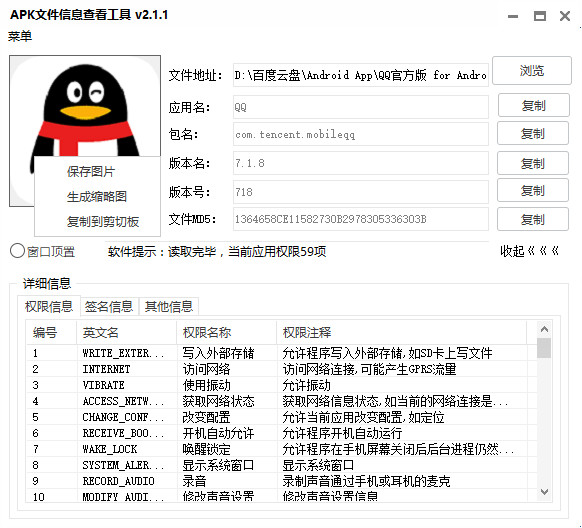 APK文件信息查看工具 v2.1.1
菜单
文件地址: D:\百度云盘\Android App\QQ官方版 for Andro 浏览
应用名: QQ 复制
包名: com.tencent.mobileqq 复制
版本名: 7.1.8 复制
版本号: 718 复制
文件MD5: 1364658CE11582730B2978305336303B 复制
保存图片
生成缩略图
复制到剪切板
窗口顶置 软件提示：读取完毕，当前应用权限59项 收起《《《
详细信息
权限信息 签名信息 其他信息
编号 英文名 权限名称 权限注释
1 WRITE_EXTER... 写入外部存储 允许程序写入外部存储,如SD卡上写文件
2 INTERNET 访问网络 访问网络连接,可能产生GPRS流量
3 VIBRATE 使用振动 允许振动
4 ACCESS_NETW... 获取网络状态 获取网络信息状态,如当前的网络连接是...
5 CHANGE_CONF... 改变配置 允许当前应用改变配置,如定位
6 RECEIVE_BOO... 开机自动允许 允许程序开机自动运行
7 WAKE_LOCK 唤醒锁定 允许程序在手机屏幕关闭后后台进程仍然...
8 SYSTEM_ALER... 显示系统窗口 显示系统窗口
9 RECORD_AUDIO 录音 录制声音通过手机或耳机的麦克
10 MODIFY_AUDI... 修改声音设置 修改声音设置信息